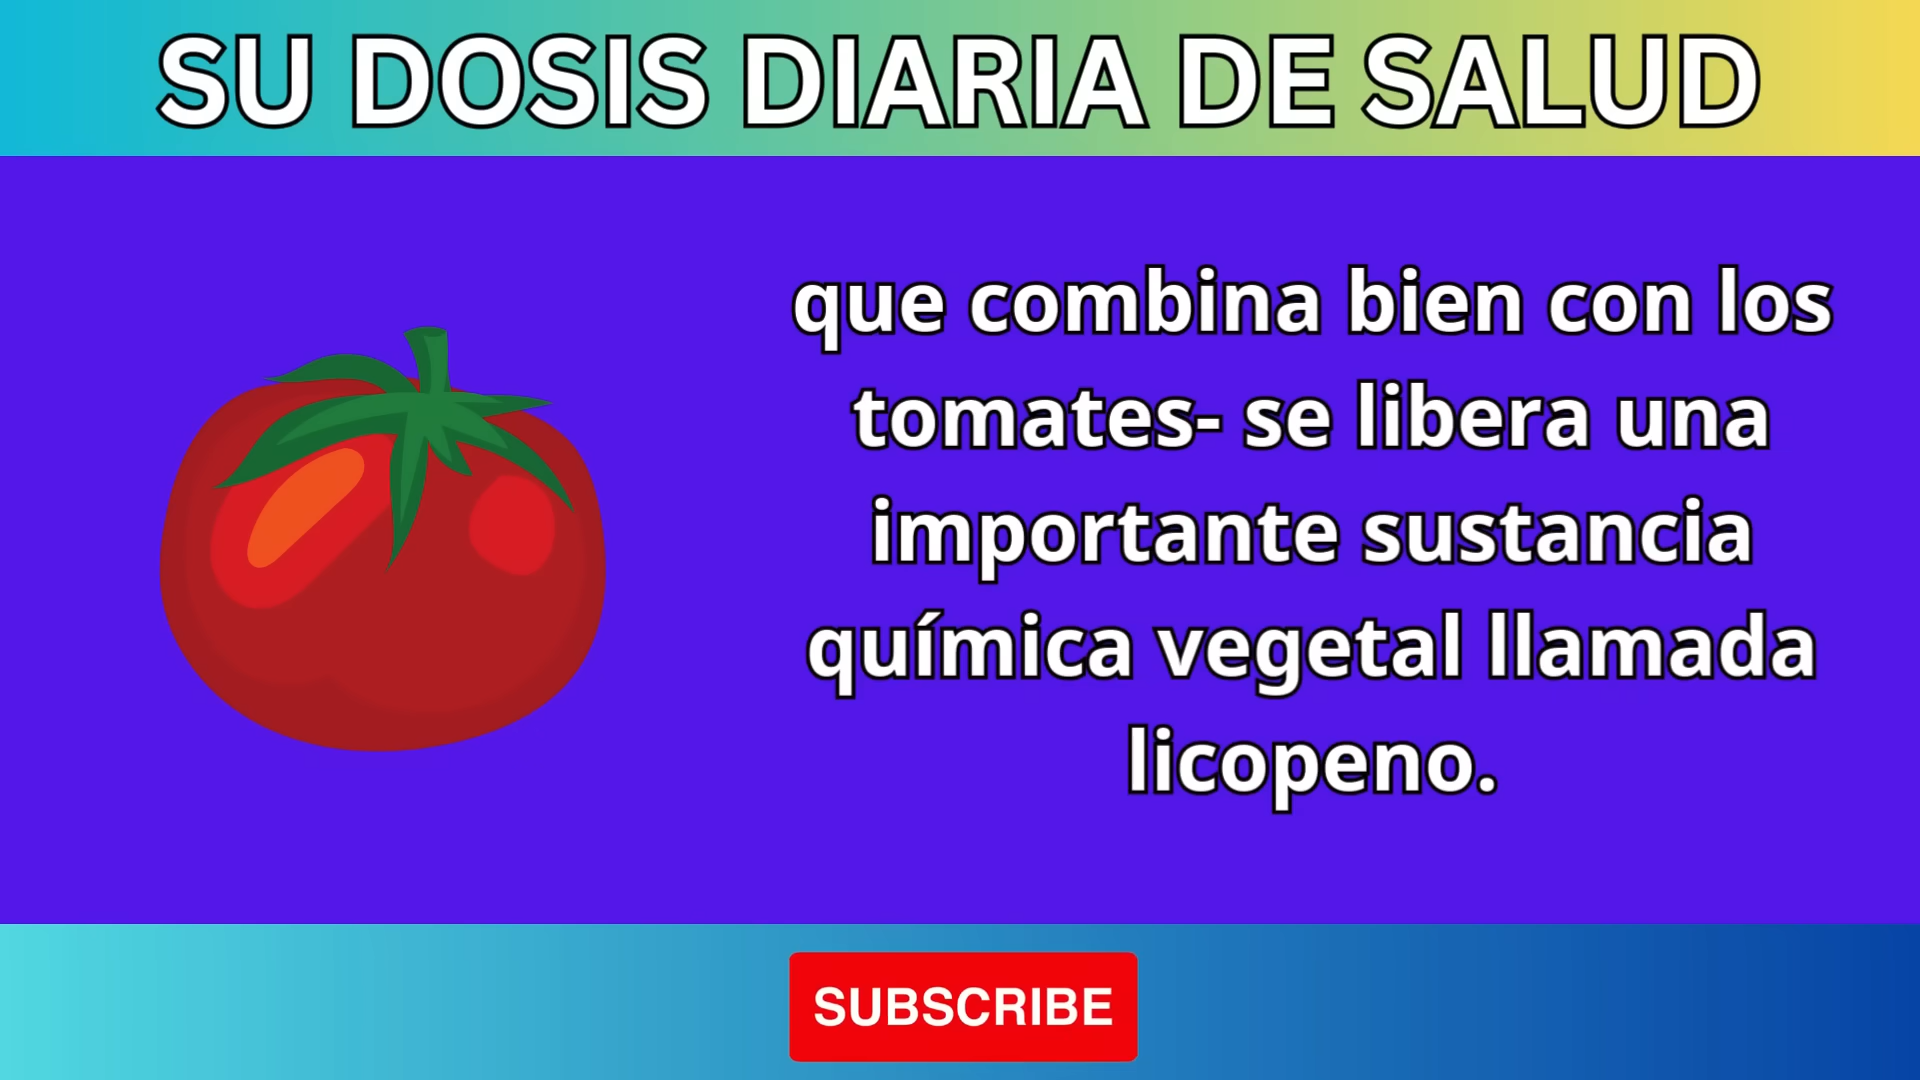 SU DOSIS DIARIA DE SALUD
que combina bien con los
tomates- se libera una
importante sustancia
química vegetal llamada
licopeno.
SUBSCRIBE